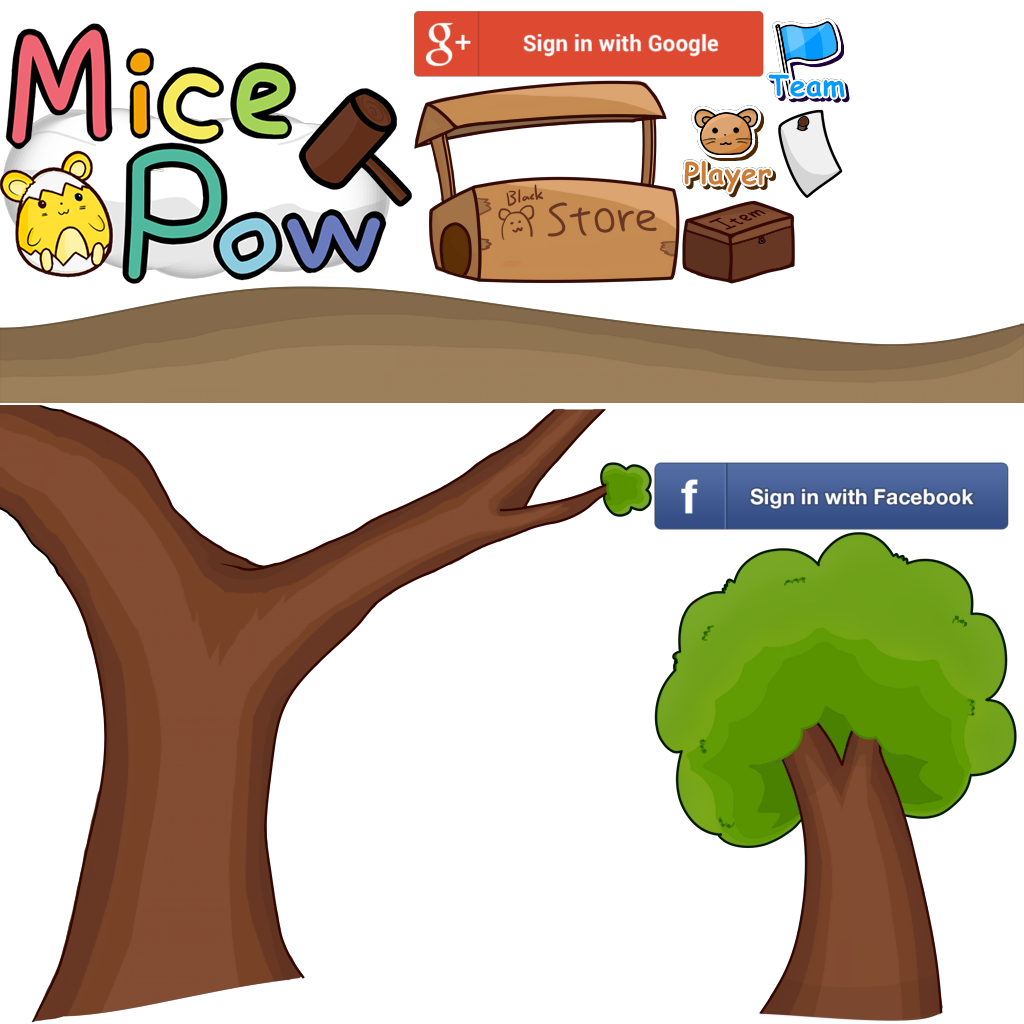 Mice
Pow
g+ Sign in with Google
Team
Player
Black
Store
Item
f Sign in with Facebook